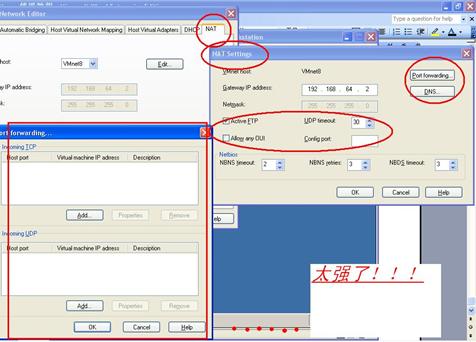 Network Editor
Automatic Bridging
Host Virtual Network Mapping
Host Virtual Adapters
DHCP
NAT
host:
VMnet8
Edit...
IP address:
192 . 168 . 64 . 2
255 . 255 . 255 . 0
NAT Settings
VMnet host:
VMnet8
Port forwarding...
Gateway IP address:
192 . 168 . 64 . 2
DNS...
Netmask:
255 . 255 . 255 . 0
Active FTP
UDP timeout:
30
Allow any OUI
Config port:
Netbios
NBNS timeout:
2
NBNS retries:
3
NBDS timeout:
3
OK
Cancel
Help
Type a question for help
Port forwarding...
Incoming TCP
Host port
Virtual machine IP adress
Description
Add...
Properties
Remove
Incoming UDP
Host port
Virtual machine IP adress
Description
Add...
Properties
Remove
OK
Cancel
Help
太强了！！！